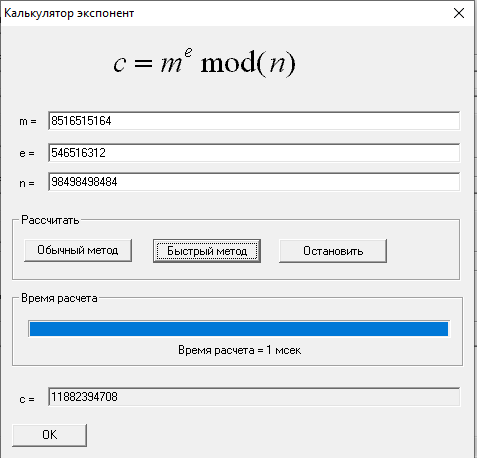 Калькулятор экспонент
c = m^e mod(n)
m = 8516515164
e = 546516312
n = 98498498484
Рассчитать
Обычный метод Быстрый метод Остановить
Время расчета
Время расчета = 1 мсек
c = 11882394708
OK